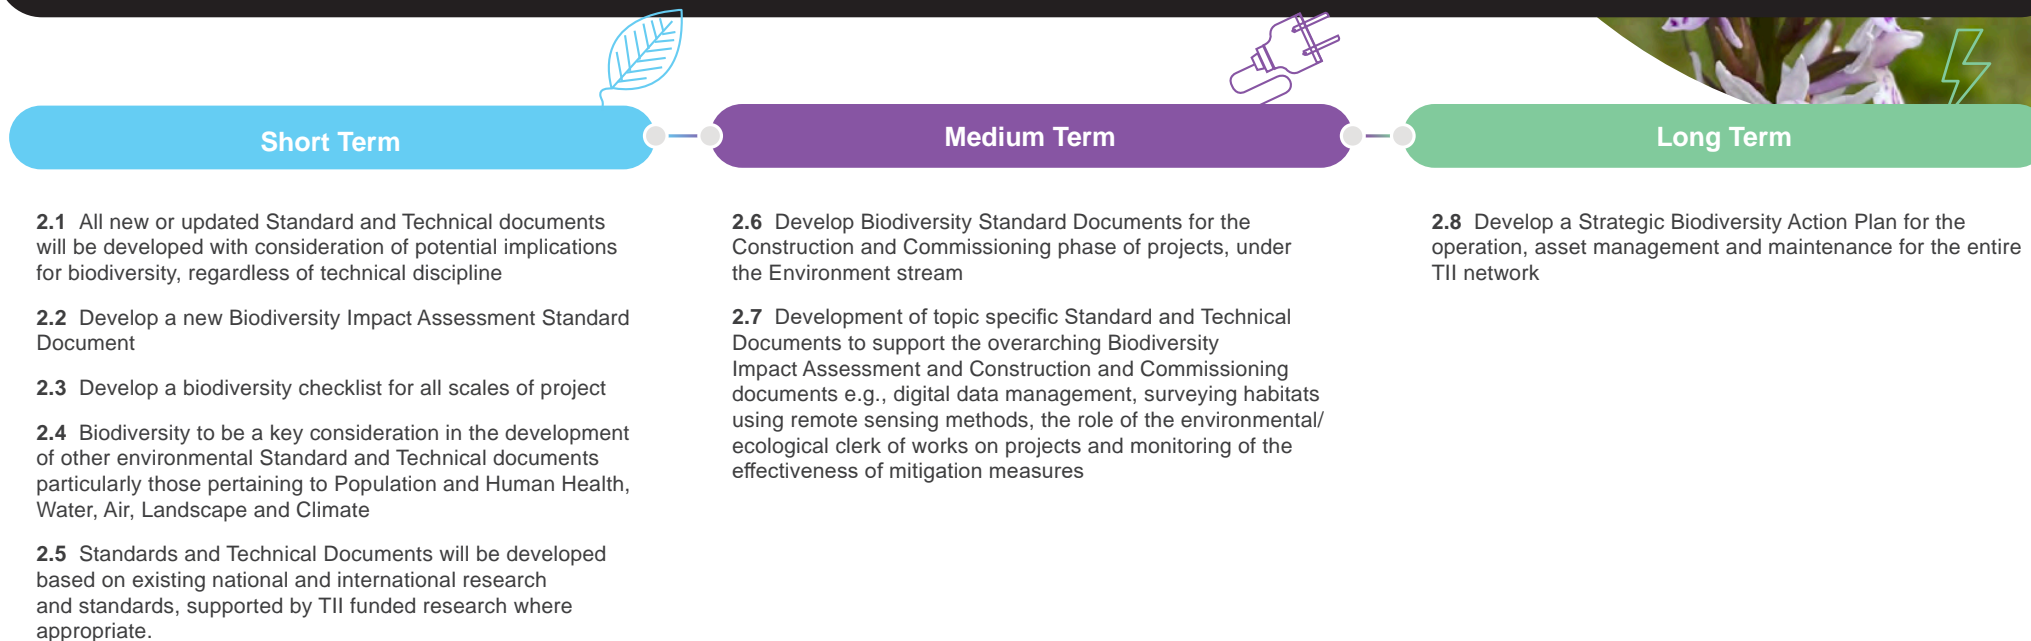 Short Term
2.1 All new or updated Standard and Technical documents
will be developed with consideration of potential implications
for biodiversity, regardless of technical discipline
2.2 Develop a new Biodiversity Impact Assessment Standard
Document
2.3 Develop a biodiversity checklist for all scales of project
2.4 Biodiversity to be a key consideration in the development
of other environmental Standard and Technical documents
particularly those pertaining to Population and Human Health,
Water, Air, Landscape and Climate
2.5 Standards and Technical Documents will be developed
based on existing national and international research
and standards, supported by TII funded research where
appropriate.
Medium Term
2.6 Develop Biodiversity Standard Documents for the
Construction and Commissioning phase of projects, under
the Environment stream
2.7 Development of topic specific Standard and Technical
Documents to support the overarching Biodiversity
Impact Assessment and Construction and Commissioning
documents e.g., digital data management, surveying habitats
using remote sensing methods, the role of the environmental/
ecological clerk of works on projects and monitoring of the
effectiveness of mitigation measures
Long Term
2.8 Develop a Strategic Biodiversity Action Plan for the
operation, asset management and maintenance for the entire
TII network